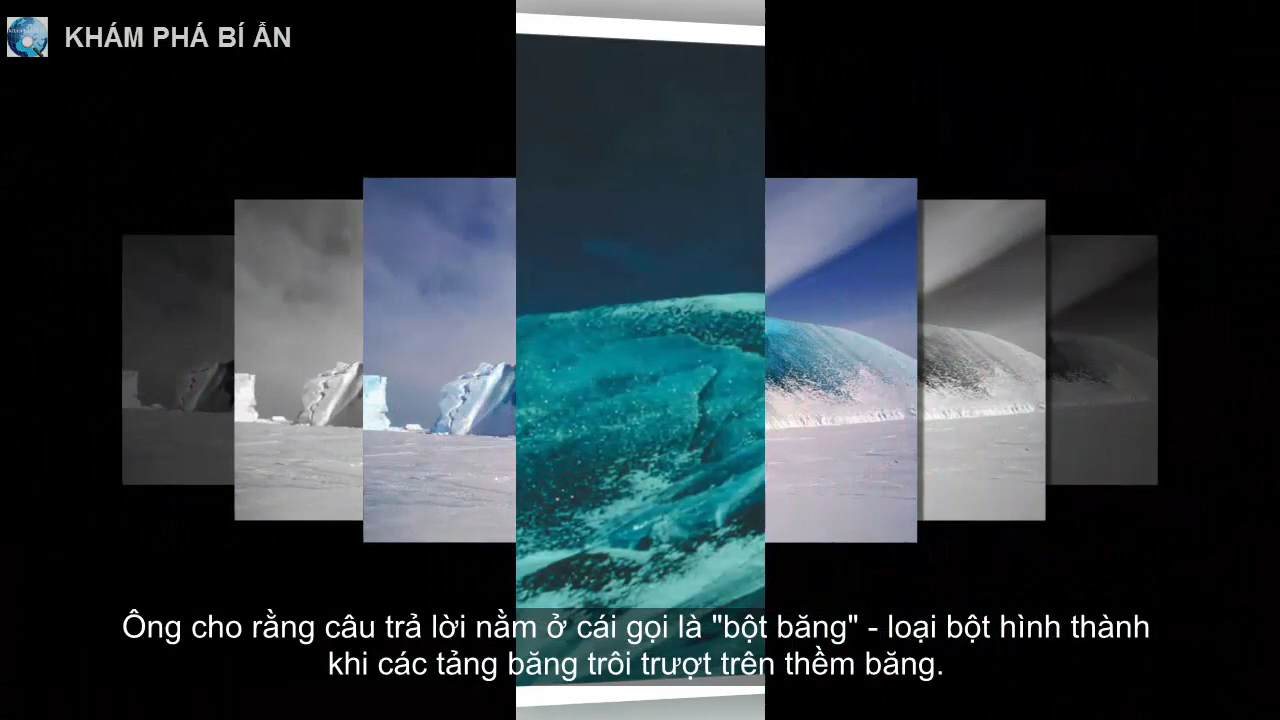 KHÁM PHÁ BÍ ẨN
Ông cho rằng câu trả lời nằm ở cái gọi là "bột băng" - loại bột hình thành
khi các tảng băng trôi trượt trên thềm băng.